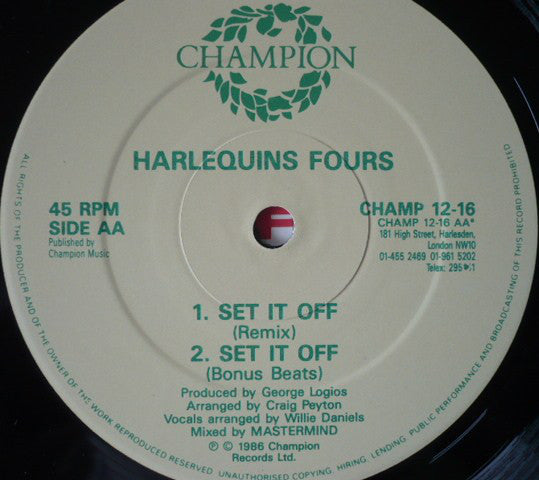 CHAMPION
HARLEQUINS FOURS
45 RPM
SIDE AA
Published by
Champion Music
CHAMP 12-16
CHAMP 12-16 AA*
181 High Street, Harlesden,
London NW10
01-455 2469 01-961 5202
Telex:
F
1. SET IT OFF
(Remix)
2. SET IT OFF
(Bonus Beats)
Produced by George Logios
Arranged by Craig Peyton
Vocals arranged by Willie Daniels
Mixed by MASTERMIND
℗ © 1986 Champion
Records Ltd.
ALL RIGHTS OF THE PRODUCER AND OF THE OWNER OF THE WORK REPRODUCED RESERVED. UNAUTHORISED COPYING, HIRING, LENDING, PUBLIC PERFORMANCE AND BROADCASTING OF THIS RECORD PROHIBITED